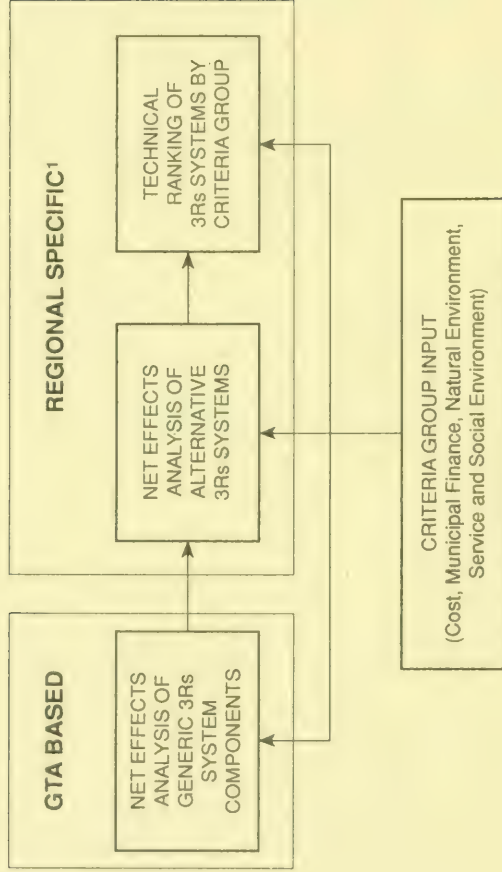 GTA BASED
NET EFFECTS
ANALYSIS OF
GENERIC 3Rs
SYSTEM
COMPONENTS
REGIONAL SPECIFIC¹
NET EFFECTS
ANALYSIS OF
ALTERNATIVE
3Rs SYSTEMS
TECHNICAL
RANKING OF
3Rs SYSTEMS BY
CRITERIA GROUP
CRITERIA GROUP INPUT
(Cost, Municipal Finance, Natural Environment,
Service and Social Environment)